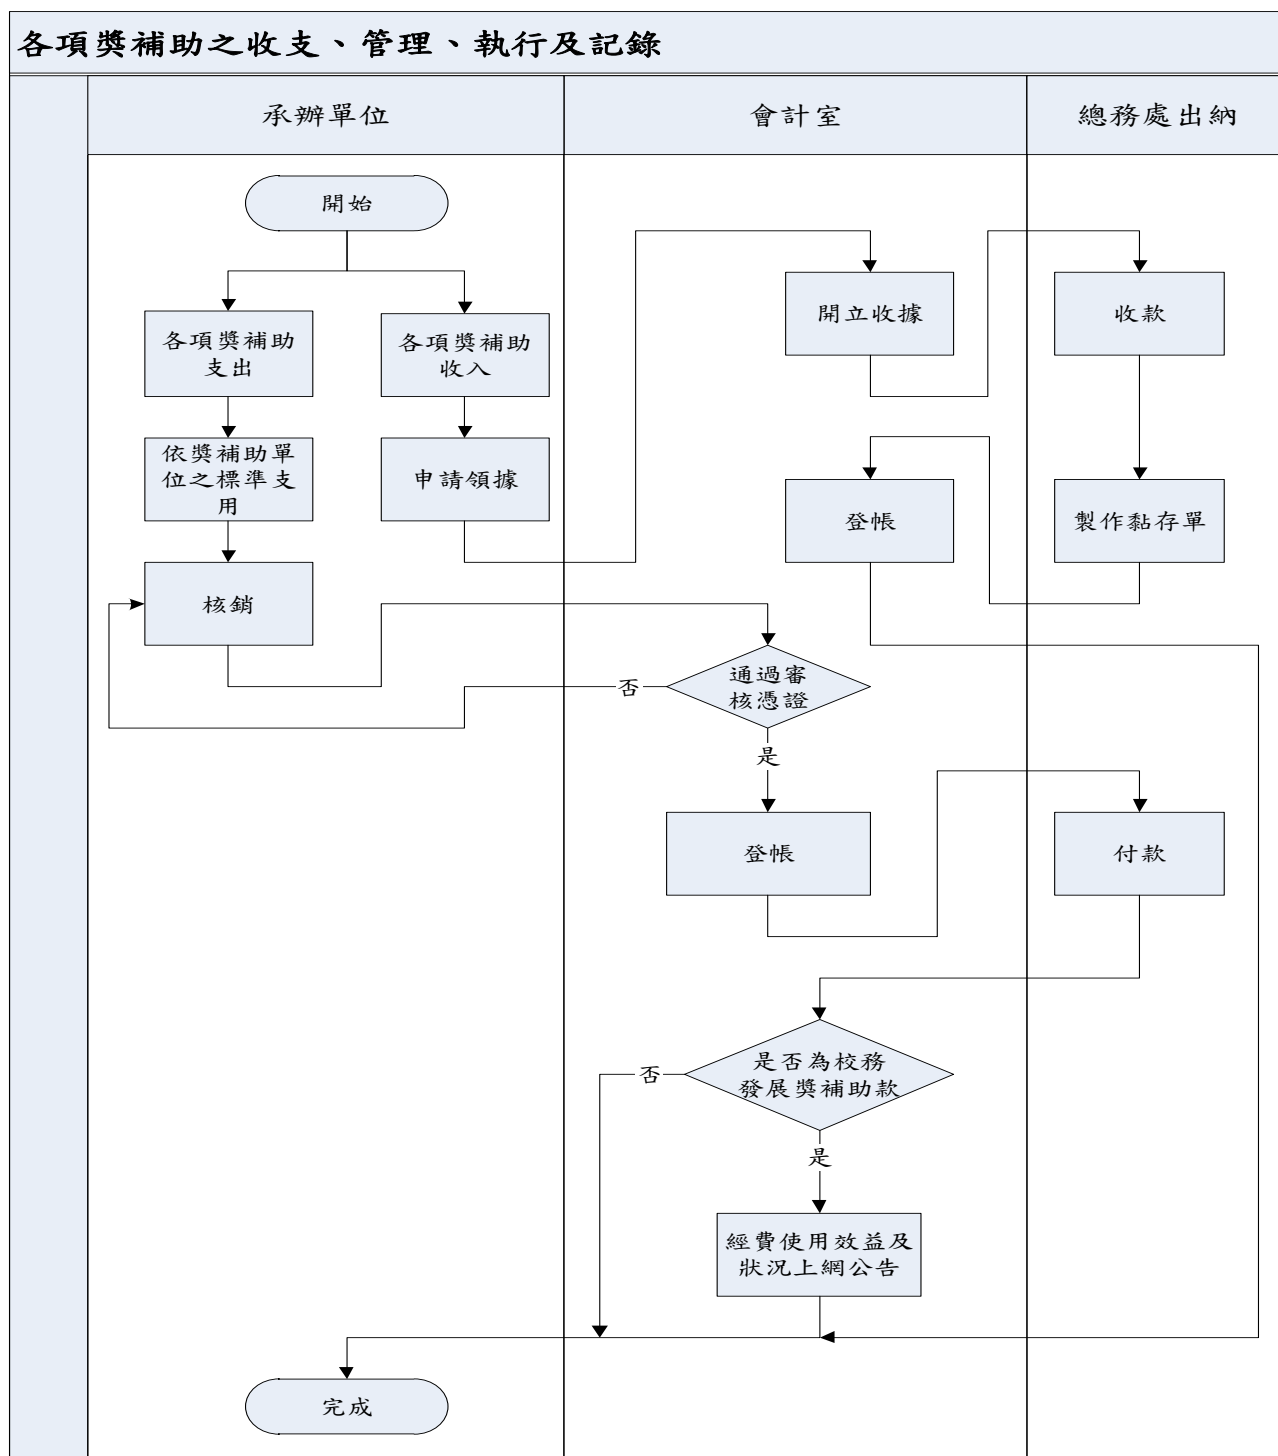 各項獎補助之收支、管理、執行及記錄
承辦單位
會計室
總務處出納
開始
各項獎補助
支出
各項獎補助
收入
開立收據
收款
依獎補助單
位之標準支
用
申請領據
登帳
製作黏存單
核銷
通過審
核憑證
否
是
登帳
付款
是否為校務
發展獎補助款
否
是
經費使用效益及
狀況上網公告
完成